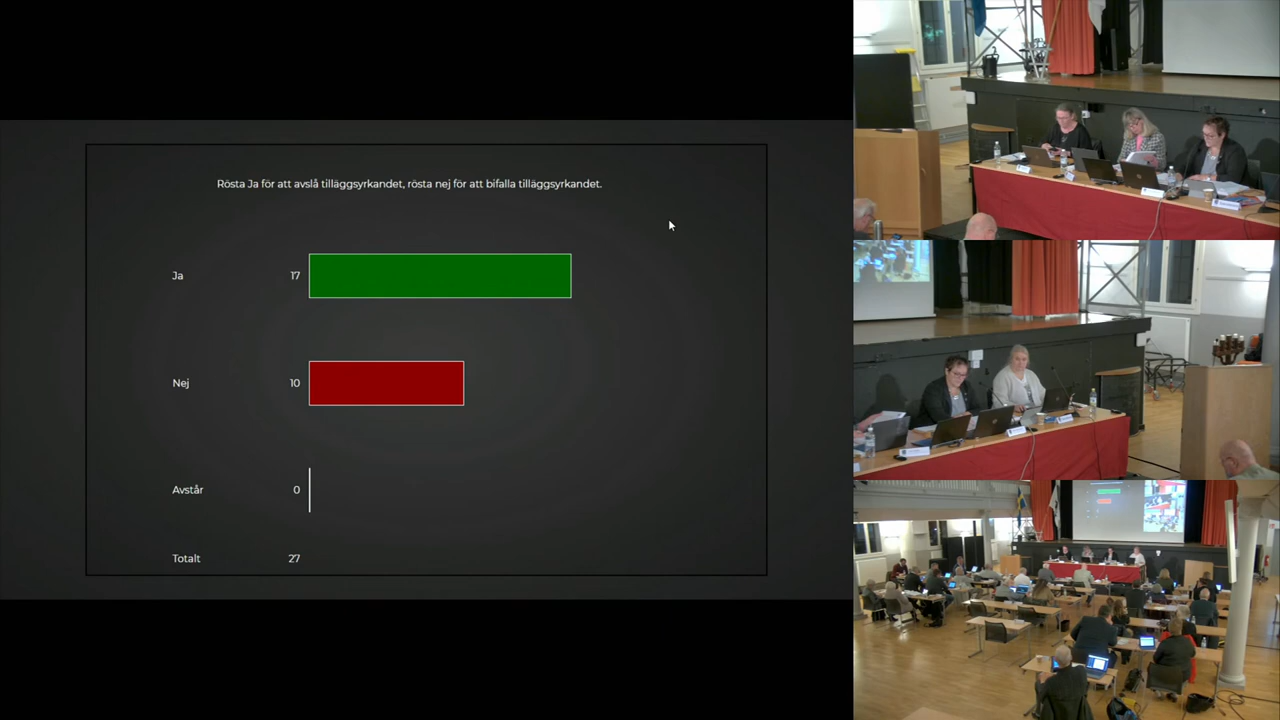 Rösta Ja för att avslå tilläggsyrkandet, rösta nej för att bifalla tilläggsyrkandet.
Ja 17
Nej 10
Avstår 0
Totalt 27